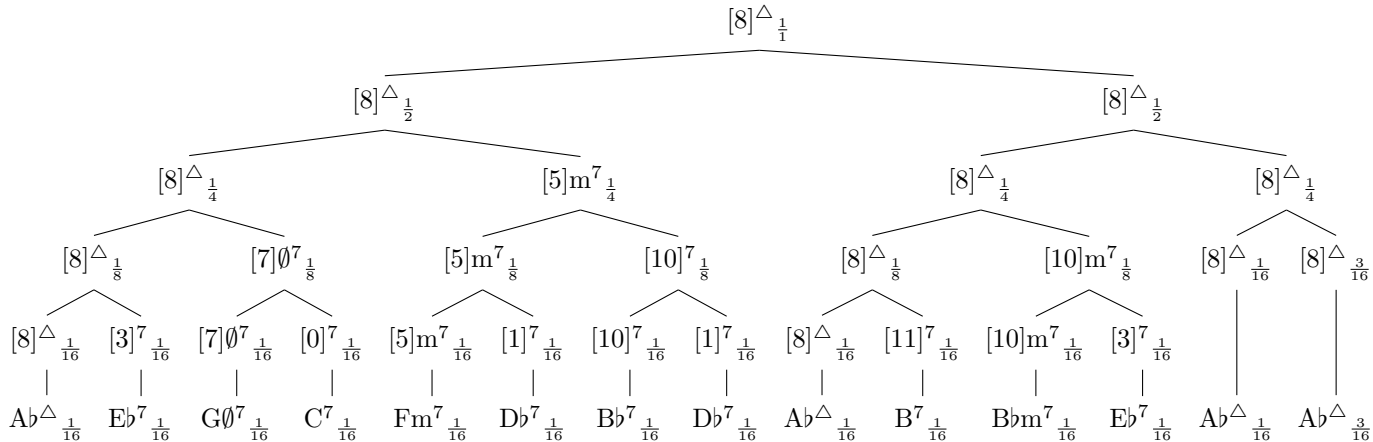 [8]△ 1/1
[8]△ 1/2 [8]△ 1/2
[8]△ 1/4 [5]m7 1/4 [8]△ 1/4 [8]△ 1/4
[8]△ 1/8 [7]∅7 1/8 [5]m7 1/8 [10]7 1/8 [8]△ 1/8 [10]m7 1/8 [8]△ 1/16 [8]△ 3/16
[8]△ 1/16 [3]7 1/16 [7]∅7 1/16 [0]7 1/16 [5]m7 1/16 [1]7 1/16 [10]7 1/16 [1]7 1/16 [8]△ 1/16 [11]7 1/16 [10]m7 1/16 [3]7 1/16
A♭△ 1/16 E♭7 1/16 G∅7 1/16 C7 1/16 Fm7 1/16 D♭7 1/16 B♭7 1/16 D♭7 1/16 A♭△ 1/16 B7 1/16 B♭m7 1/16 E♭7 1/16 A♭△ 1/16 A♭△ 3/16